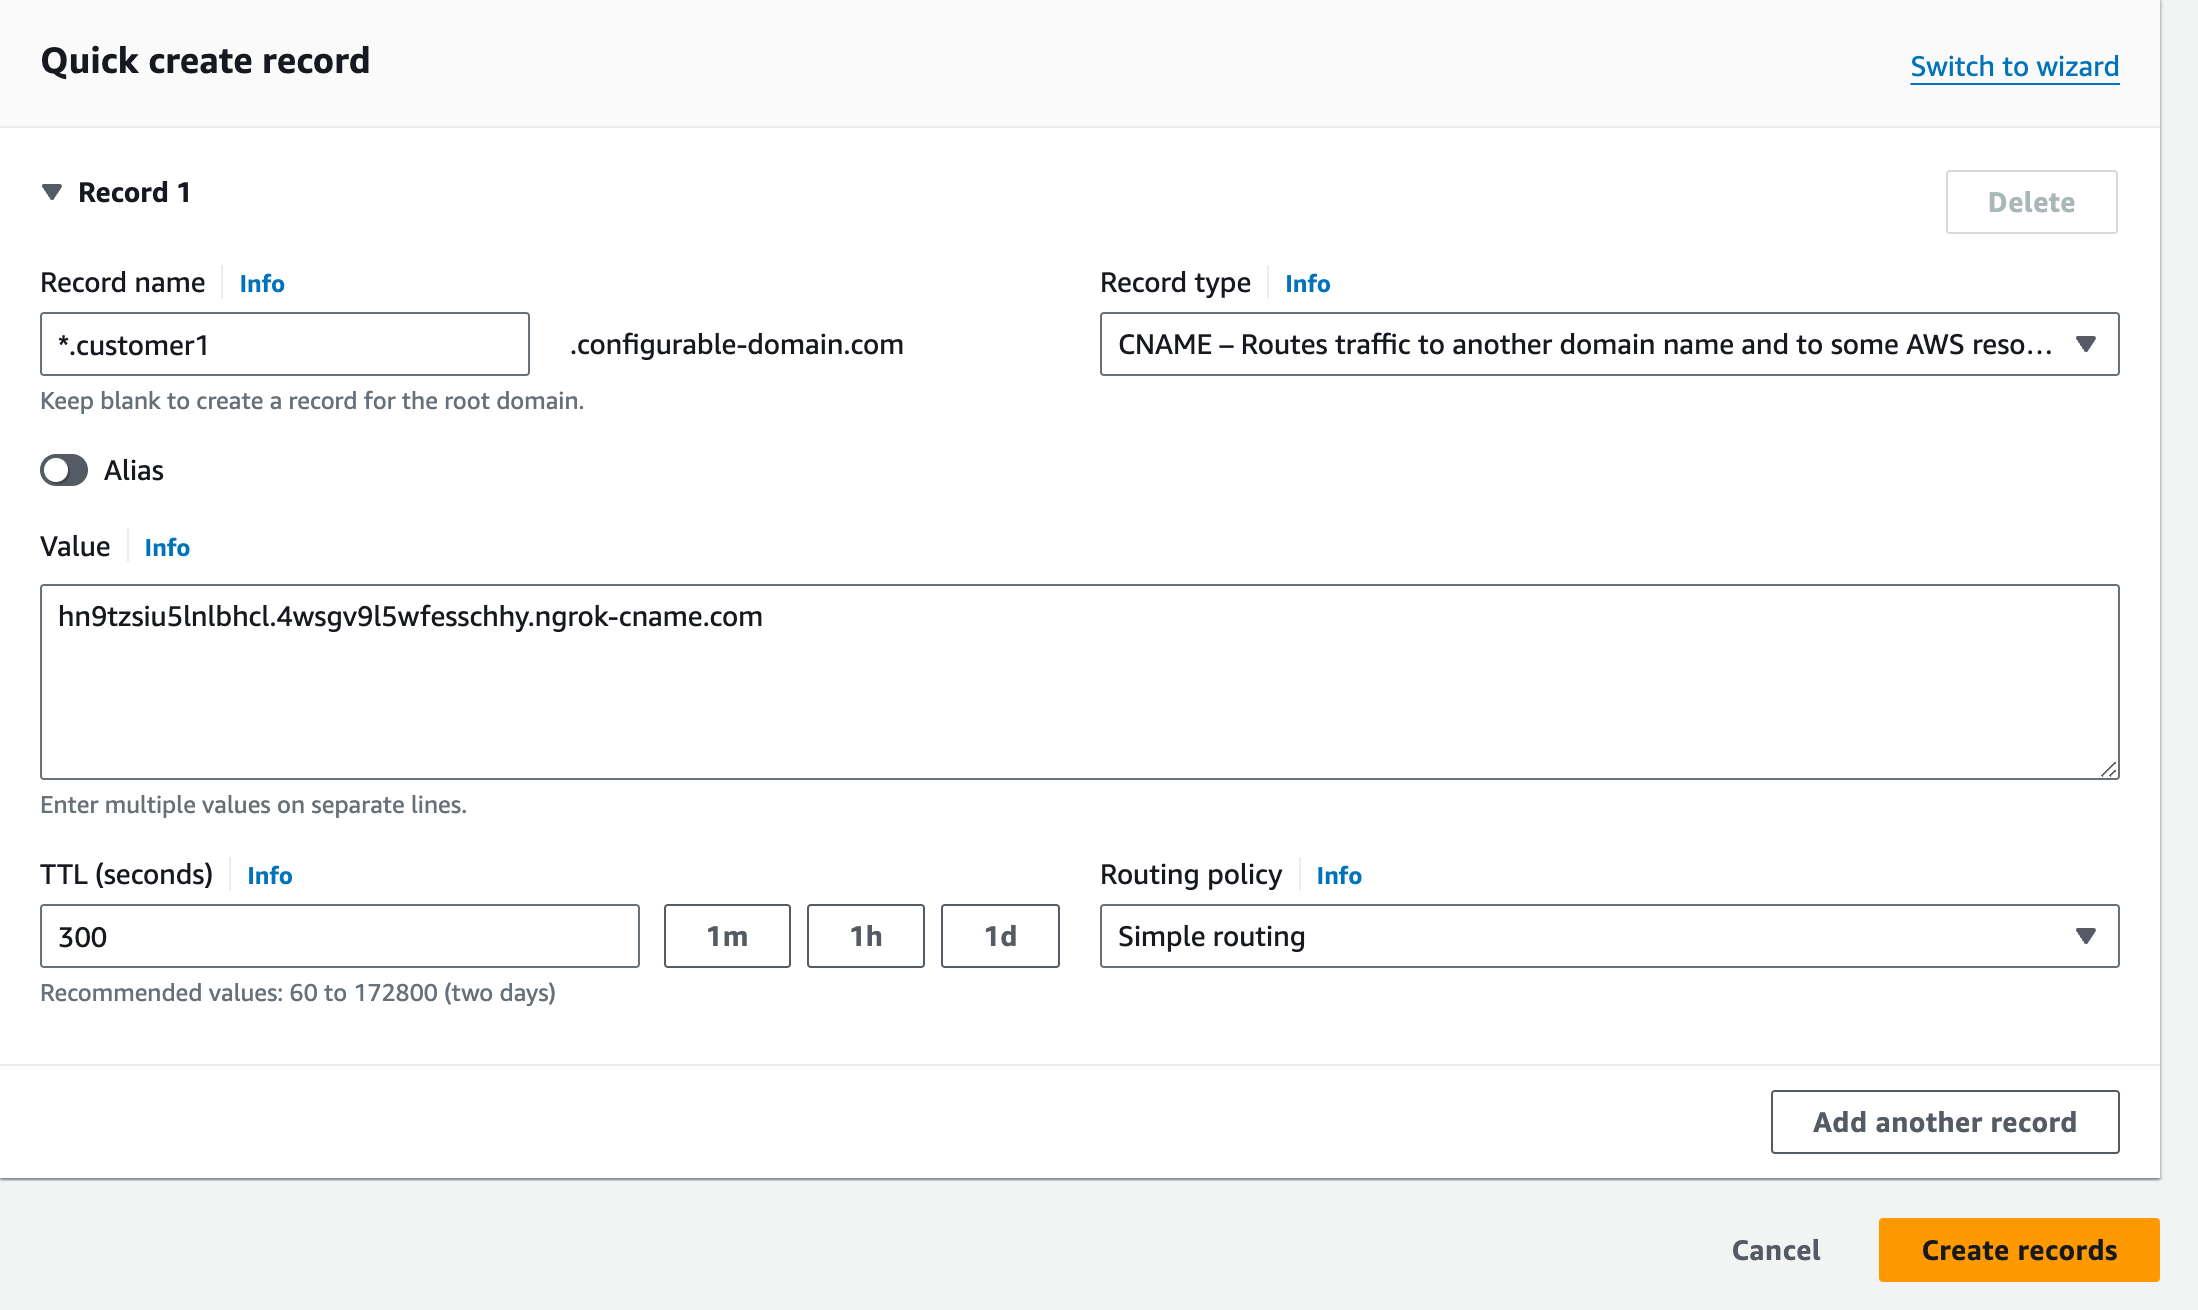 Quick create record
Switch to wizard
Record 1
Delete
Record name Info
Record type Info
*.customer1 .configurable-domain.com
CNAME – Routes traffic to another domain name and to some AWS reso...
Keep blank to create a record for the root domain.
Alias
Value Info
hn9tzsiu5lnlbhcl.4wsgv9l5wfesschhy.ngrok-cname.com
Enter multiple values on separate lines.
TTL (seconds) Info
Routing policy Info
300 1m 1h 1d
Simple routing
Recommended values: 60 to 172800 (two days)
Add another record
Cancel
Create records